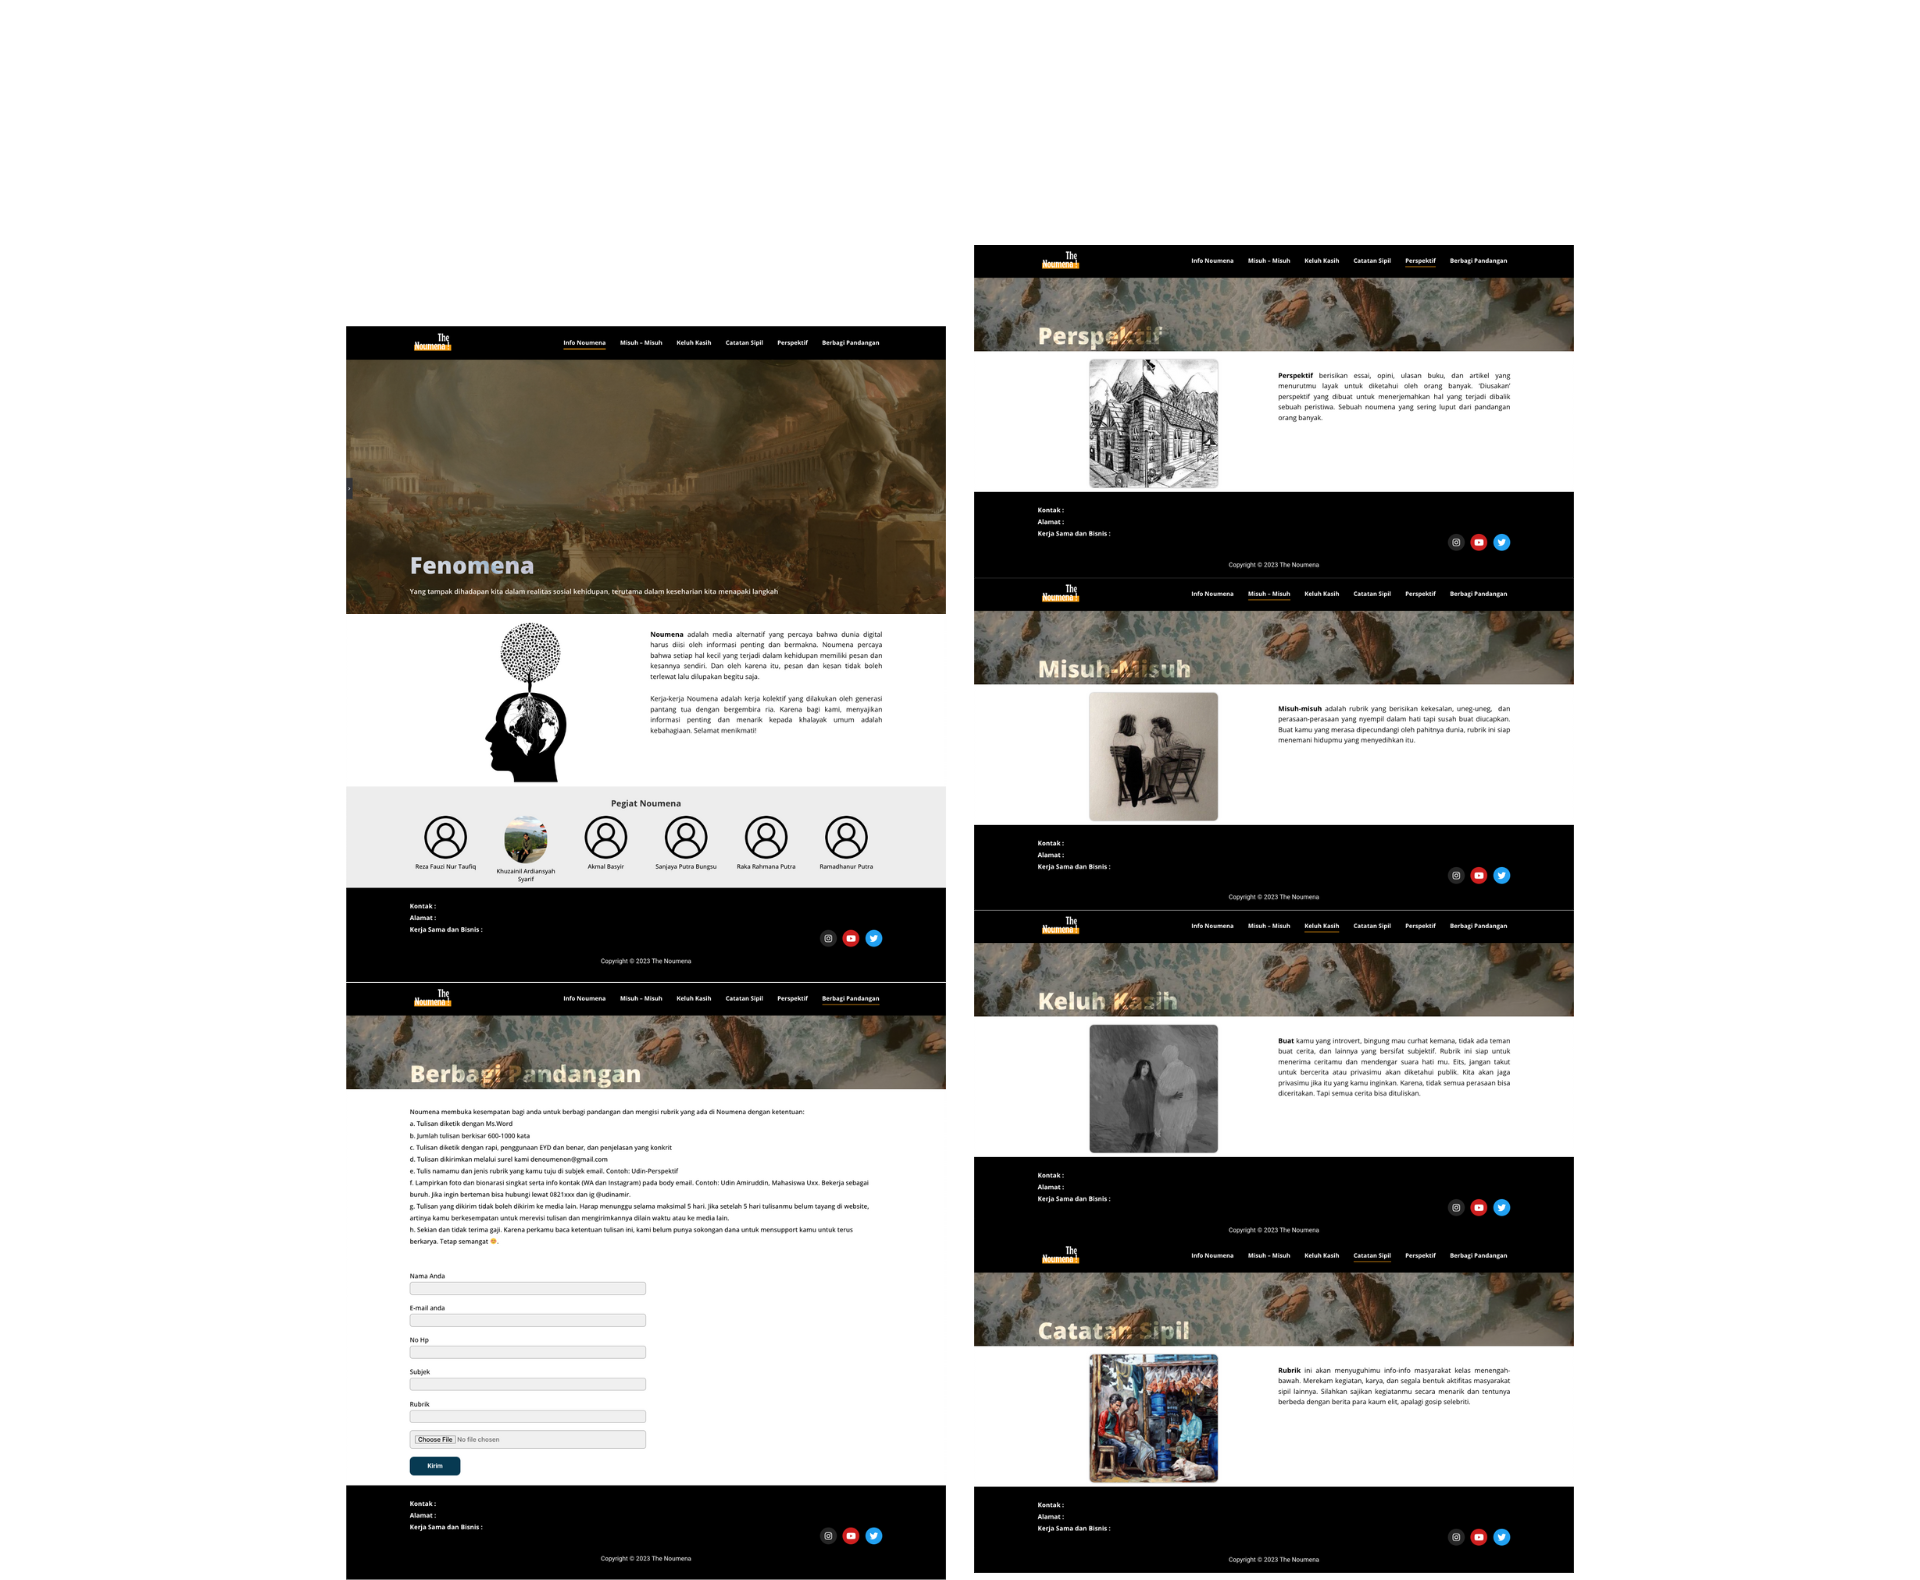 The
Noumena !
Info Noumena
Misuh – Misuh
Keluh Kasih
Catatan Sipil
Perspektif
Berbagi Pandangan
Fenomena
Yang tampak dihadapan kita dalam realitas sosial kehidupan, terutama dalam keseharian kita menapaki langkah
Noumena adalah media alternatif yang percaya bahwa dunia digital
harus diisi oleh informasi penting dan bermakna. Noumena percaya
bahwa setiap hal kecil yang terjadi dalam kehidupan memiliki pesan dan
kesannya sendiri. Dan oleh karena itu, pesan dan kesan tidak boleh
terlewat lalu dilupakan begitu saja.
Kerja-kerja Noumena adalah kerja kolektif yang dilakukan oleh generasi
pantang tua dengan bergembira ria. Karena bagi kami, menyajikan
informasi penting dan menarik kepada khalayak umum adalah
kebahagiaan. Selamat menikmati!
Pegiat Noumena
Reza Fauzi Nur Taufiq
Khuzainil Ardiansyah
Syarif
Akmal Basyir
Sanjaya Putra Bungsu
Raka Rahmana Putra
Ramadhanur Putra
Kontak :
Alamat :
Kerja Sama dan Bisnis :
Copyright © 2023 The Noumena
The
Noumena !
Info Noumena
Misuh – Misuh
Keluh Kasih
Catatan Sipil
Perspektif
Berbagi Pandangan
Berbagi Pandangan
Noumena membuka kesempatan bagi anda untuk berbagi pandangan dan mengisi rubrik yang ada di Noumena dengan ketentuan:
a. Tulisan diketik dengan Ms.Word
b. Jumlah tulisan berkisar 600-1000 kata
c. Tulisan diketik dengan rapi, penggunaan EYD dan benar, dan penjelasan yang konkrit
d. Tulisan dikirimkan melalui surel kami denoumenon@gmail.com
e. Tulis namamu dan jenis rubrik yang kamu tuju di subjek email. Contoh: Udin-Perspektif
f. Lampirkan foto dan bionarasi singkat serta info kontak (WA dan Instagram) pada body email. Contoh: Udin Amiruddin, Mahasiswa Uxx. Bekerja sebagai
buruh. Jika ingin berteman bisa hubungi lewat 0821xxx dan ig @udinamir.
g. Tulisan yang dikirim tidak boleh dikirim ke media lain. Harap menunggu selama maksimal 5 hari. Jika setelah 5 hari tulisanmu belum tayang di website,
artinya kamu berkesempatan untuk merevisi tulisan dan mengirimkannya dilain waktu atau ke media lain.
h. Sekian dan tidak terima gaji. Karena perkamu baca ketentuan tulisan ini, kami belum punya sokongan dana untuk mensupport kamu untuk terus
berkarya. Tetap semangat 😊.
Nama Anda
E-mail anda
No Hp
Subjek
Rubrik
Choose File No file chosen
Kirim
Kontak :
Alamat :
Kerja Sama dan Bisnis :
Copyright © 2023 The Noumena
The
Noumena !
Info Noumena
Misuh – Misuh
Keluh Kasih
Catatan Sipil
Perspektif
Berbagi Pandangan
Perspektif
Perspektif berisikan essai, opini, ulasan buku, dan artikel yang
menurutmu layak untuk diketahui oleh orang banyak. 'Diusakan'
perspektif yang dibuat untuk menerjemahkan hal yang terjadi dibalik
sebuah peristiwa. Sebuah noumena yang sering luput dari pandangan
orang banyak.
Kontak :
Alamat :
Kerja Sama dan Bisnis :
Copyright © 2023 The Noumena
The
Noumena !
Info Noumena
Misuh – Misuh
Keluh Kasih
Catatan Sipil
Perspektif
Berbagi Pandangan
Misuh-Misuh
Misuh-misuh adalah rubrik yang berisikan kekesalan, uneg-uneg, dan
perasaan-perasaan yang nyempil dalam hati tapi susah buat diucapkan.
Buat kamu yang merasa dipecundangi oleh pahitnya dunia, rubrik ini siap
menemani hidupmu yang menyedihkan itu.
Kontak :
Alamat :
Kerja Sama dan Bisnis :
Copyright © 2023 The Noumena
The
Noumena !
Info Noumena
Misuh – Misuh
Keluh Kasih
Catatan Sipil
Perspektif
Berbagi Pandangan
Keluh Kasih
Buat kamu yang introvert, bingung mau curhat kemana, tidak ada teman
buat cerita, dan lainnya yang bersifat subjektif. Rubrik ini siap untuk
menerima ceritamu dan mendengar suara hati mu. Eits, jangan takut
untuk bercerita atau privasimu akan diketahui publik. Kita akan jaga
privasimu jika itu yang kamu inginkan. Karena, tidak semua perasaan bisa
diceritakan. Tapi semua cerita bisa dituliskan.
Kontak :
Alamat :
Kerja Sama dan Bisnis :
Copyright © 2023 The Noumena
The
Noumena !
Info Noumena
Misuh – Misuh
Keluh Kasih
Catatan Sipil
Perspektif
Berbagi Pandangan
Catatan Sipil
Rubrik ini akan menyuguhimu info-info masyarakat kelas menengah-
bawah. Merekam kegiatan, karya, dan segala bentuk aktifitas masyarakat
sipil lainnya. Silahkan sajikan kegiatanmu secara menarik dan tentunya
berbeda dengan berita para kaum elit, apalagi gosip selebriti.
Kontak :
Alamat :
Kerja Sama dan Bisnis :
Copyright © 2023 The Noumena